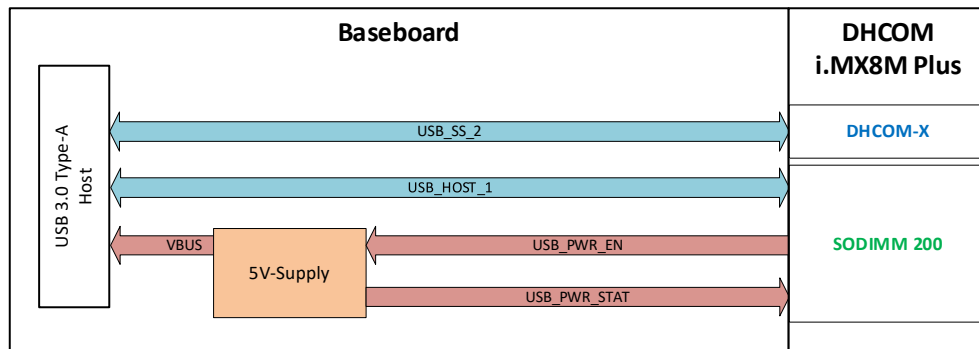 Baseboard
DHCOM
i.MX8M Plus
USB 3.0 Type-A
Host
USB_SS_2
DHCOM-X
USB_HOST_1
VBUS
5V-Supply
USB_PWR_EN
SODIMM 200
USB_PWR_STAT